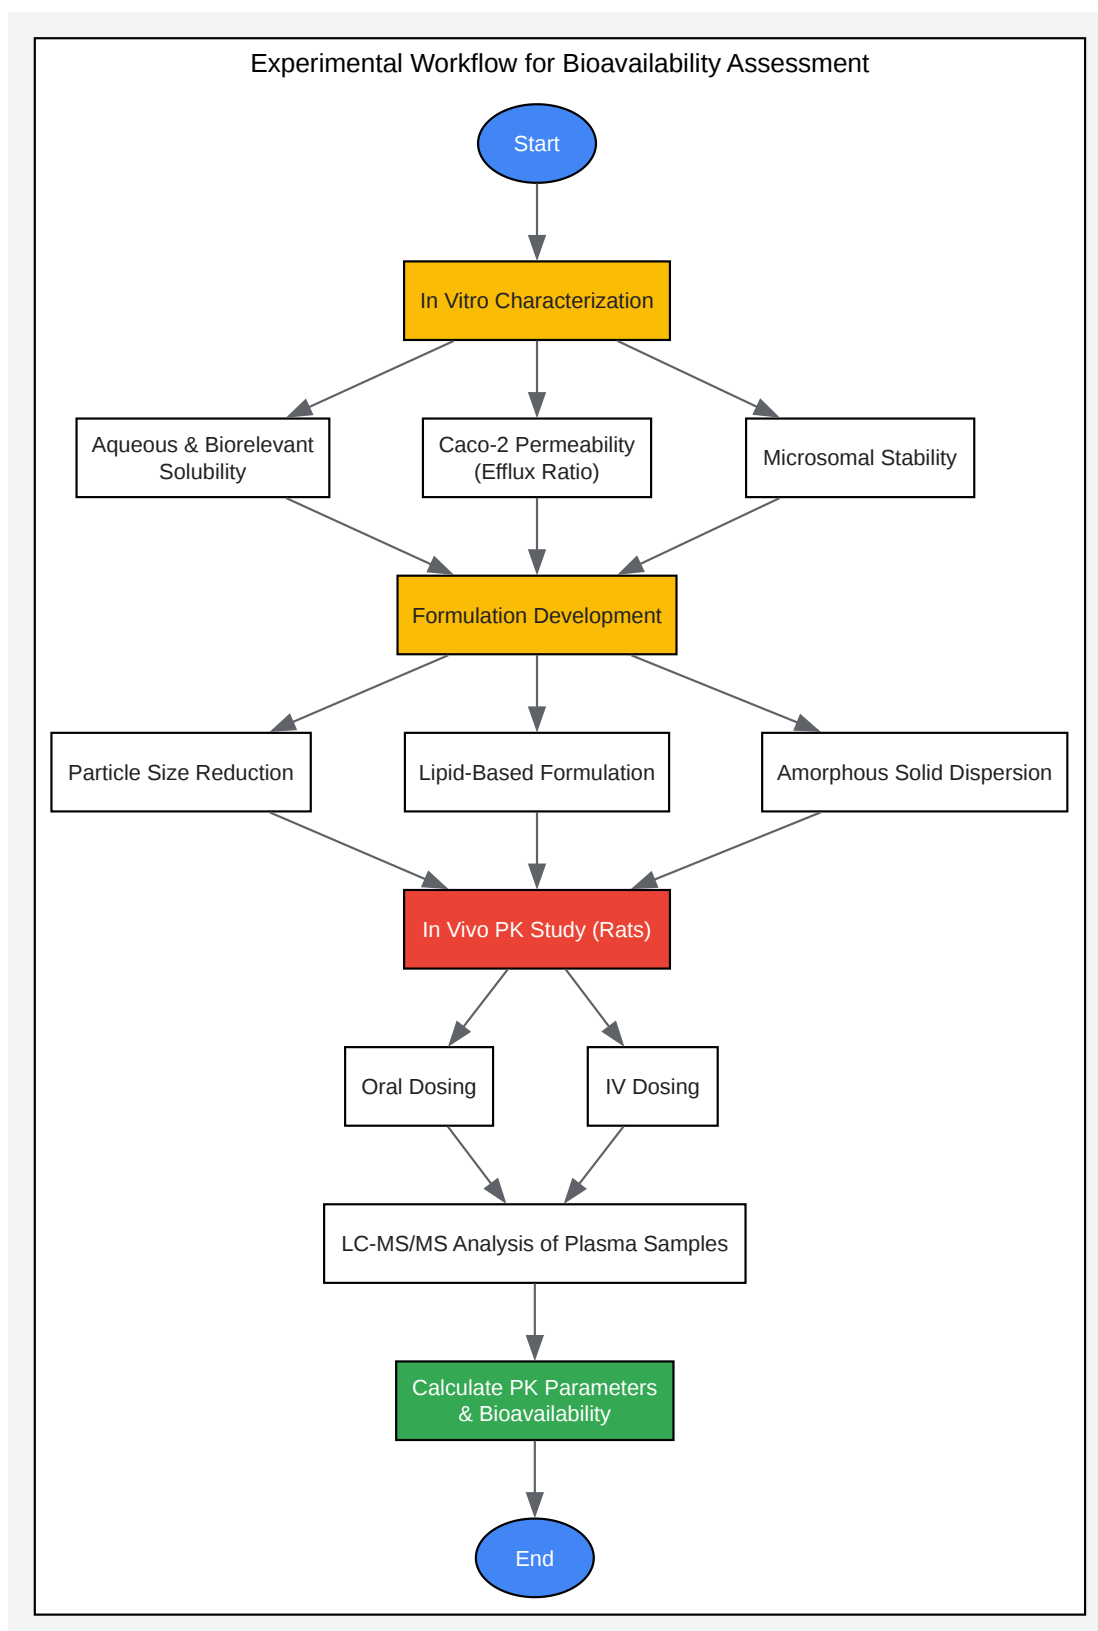 Experimental Workflow for Bioavailability Assessment
Start
In Vitro Characterization
Aqueous & Biorelevant
Solubility
Caco-2 Permeability
(Efflux Ratio)
Microsomal Stability
Formulation Development
Particle Size Reduction
Lipid-Based Formulation
Amorphous Solid Dispersion
In Vivo PK Study (Rats)
Oral Dosing
IV Dosing
LC-MS/MS Analysis of Plasma Samples
Calculate PK Parameters
& Bioavailability
End